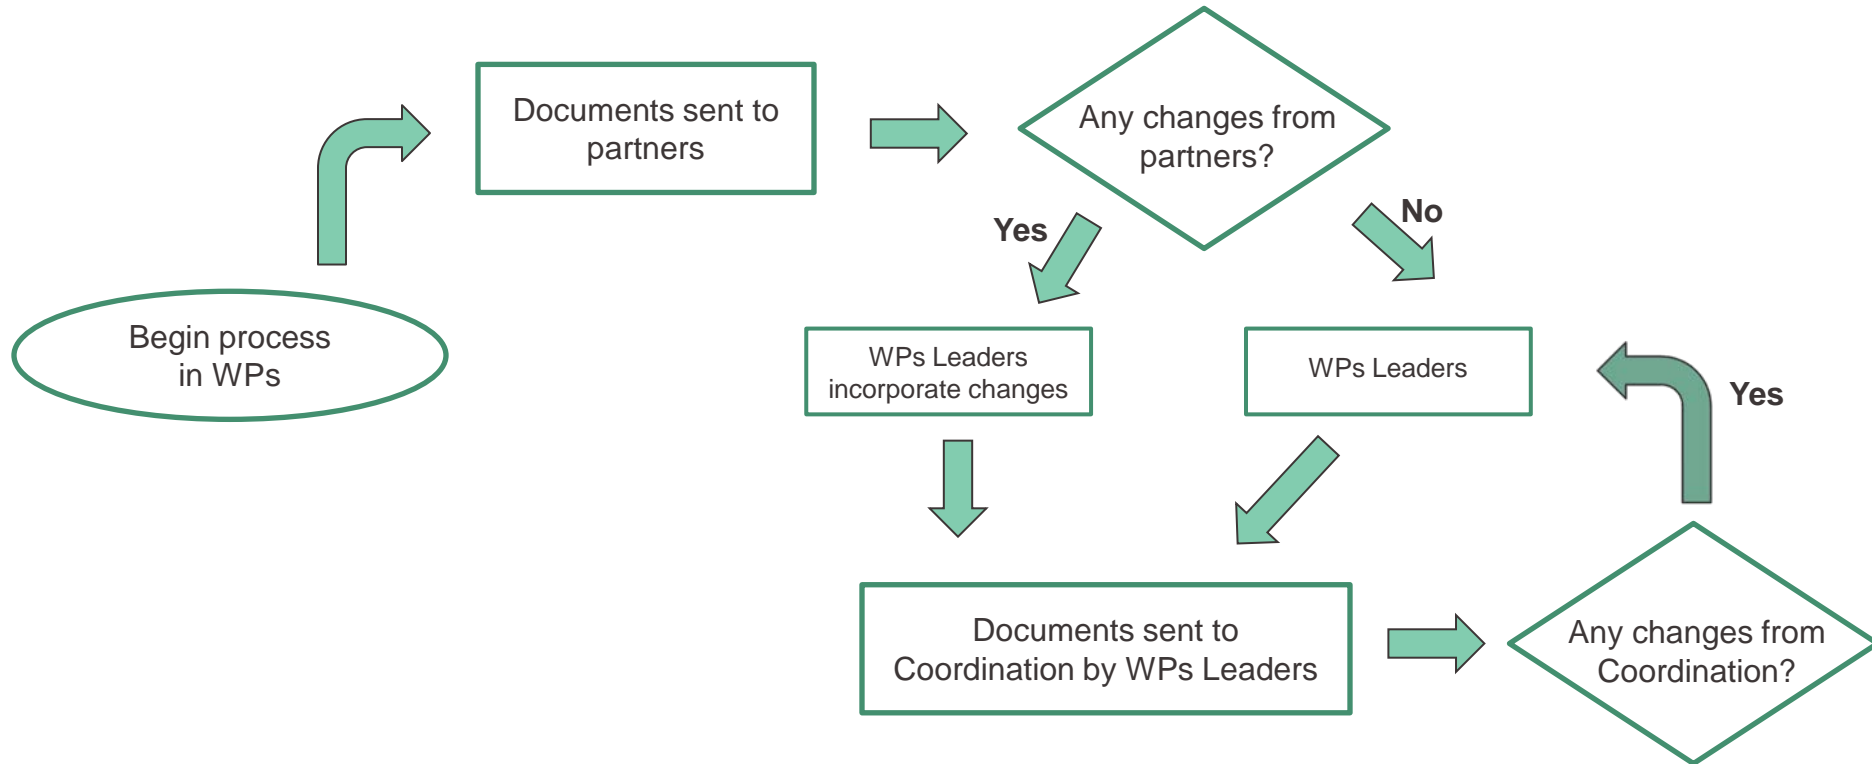 Documents sent to
partners
Any changes from
partners?
Yes
No
Begin process
in WPs
WPs Leaders
incorporate changes
WPs Leaders
Yes
Documents sent to
Coordination by WPs Leaders
Any changes from
Coordination?